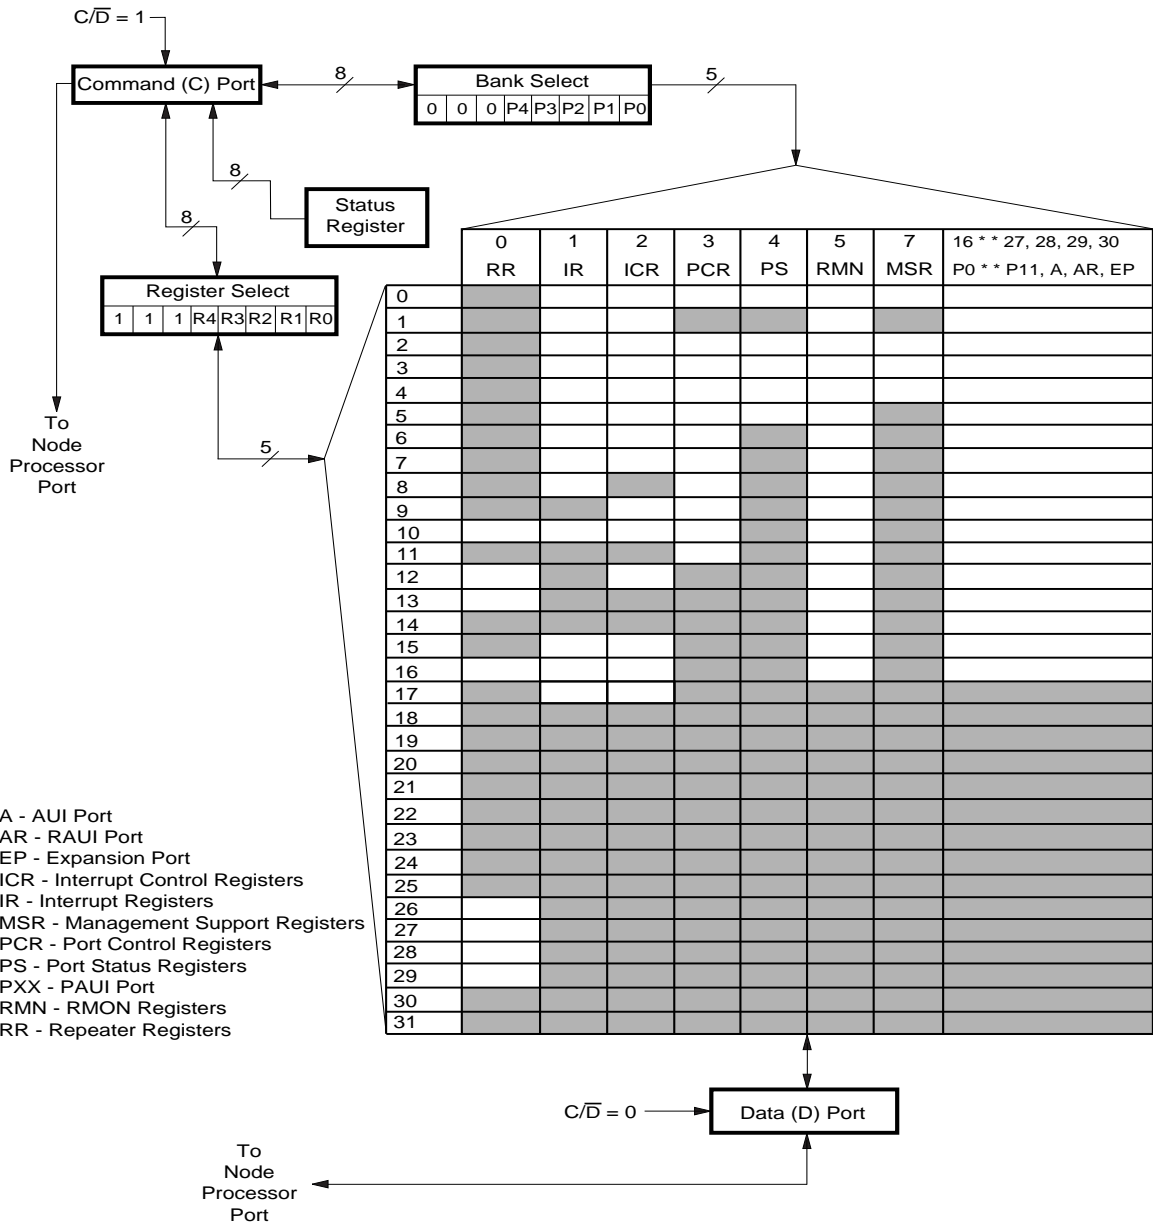 C/D̅ = 1
Command (C) Port
8
Bank Select
0 0 0 P4 P3 P2 P1 P0
5
8
Status
Register
8
Register Select
1 1 1 R4 R3 R2 R1 R0
5
To
Node
Processor
Port
0 1 2 3 4 5 7 16 * * 27, 28, 29, 30
RR IR ICR PCR PS RMN MSR P0 * * P11, A, AR, EP
0
1
2
3
4
5
6
7
8
9
10
11
12
13
14
15
16
17
18
19
20
21
22
23
24
25
26
27
28
29
30
31
A - AUI Port
AR - RAUI Port
EP - Expansion Port
ICR - Interrupt Control Registers
IR - Interrupt Registers
MSR - Management Support Registers
PCR - Port Control Registers
PS - Port Status Registers
PXX - PAUI Port
RMN - RMON Registers
RR - Repeater Registers
C/D̅ = 0
Data (D) Port
To
Node
Processor
Port